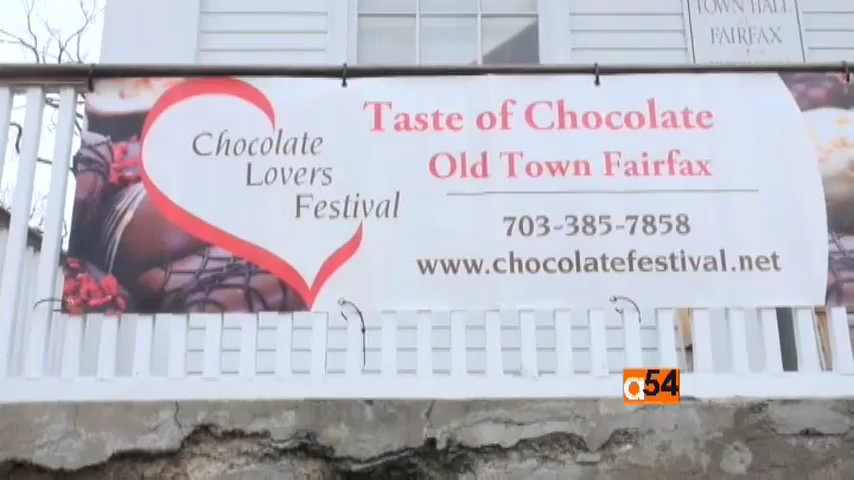 TOWN HALL
FAIRFAX
Chocolate
Lovers
Festival
Taste of Chocolate
Old Town Fairfax
703-385-7858
www.chocolatefestival.net
a54